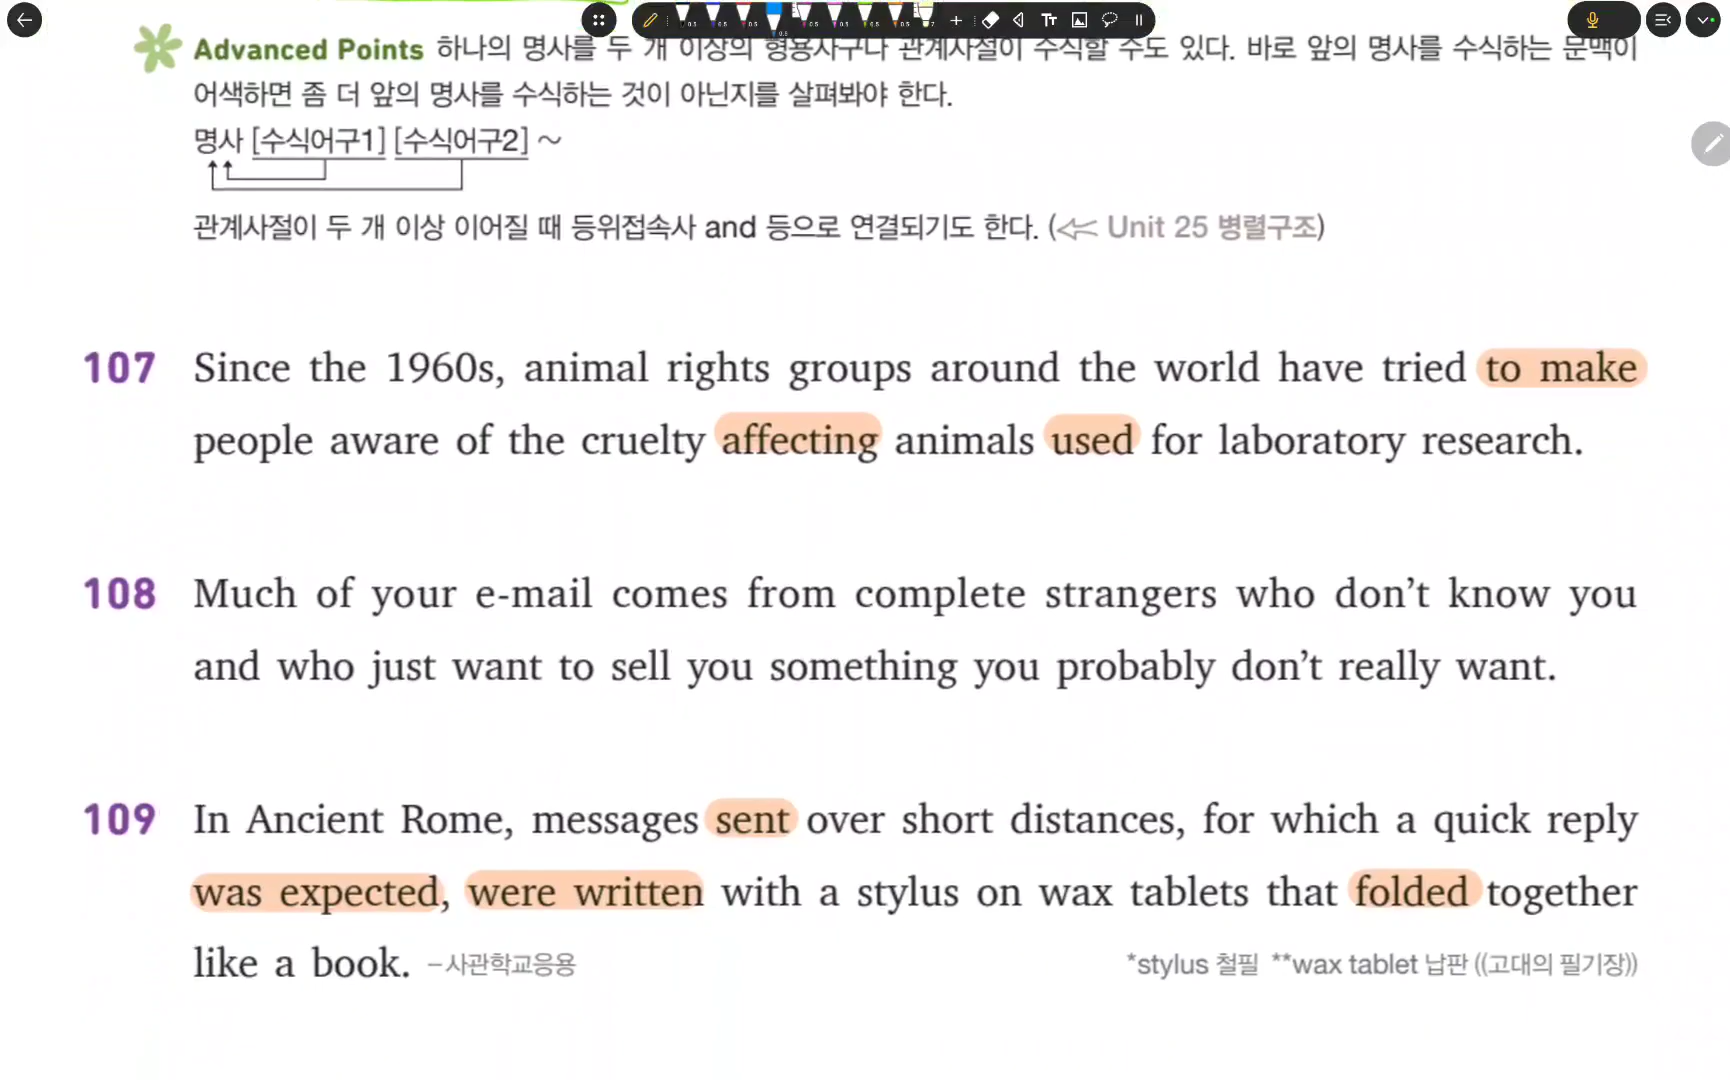 Advanced Points 하나의 명사를 두 개 이상의 형용사구나 관계사절이 수식할 수도 있다. 바로 앞의 명사를 수식하는 문맥이
어색하면 좀 더 앞의 명사를 수식하는 것이 아닌지를 살펴봐야 한다.
명사 [수식어구1] [수식어구2] ~
관계사절이 두 개 이상 이어질 때 등위접속사 and 등으로 연결되기도 한다. (Unit 25 병렬구조)
107 Since the 1960s, animal rights groups around the world have tried to make
people aware of the cruelty affecting animals used for laboratory research.
108 Much of your e-mail comes from complete strangers who don't know you
and who just want to sell you something you probably don't really want.
109 In Ancient Rome, messages sent over short distances, for which a quick reply
was expected, were written with a stylus on wax tablets that folded together
like a book. –사관학교응용
*stylus 철필 **wax tablet 납판 ((고대의 필기장))